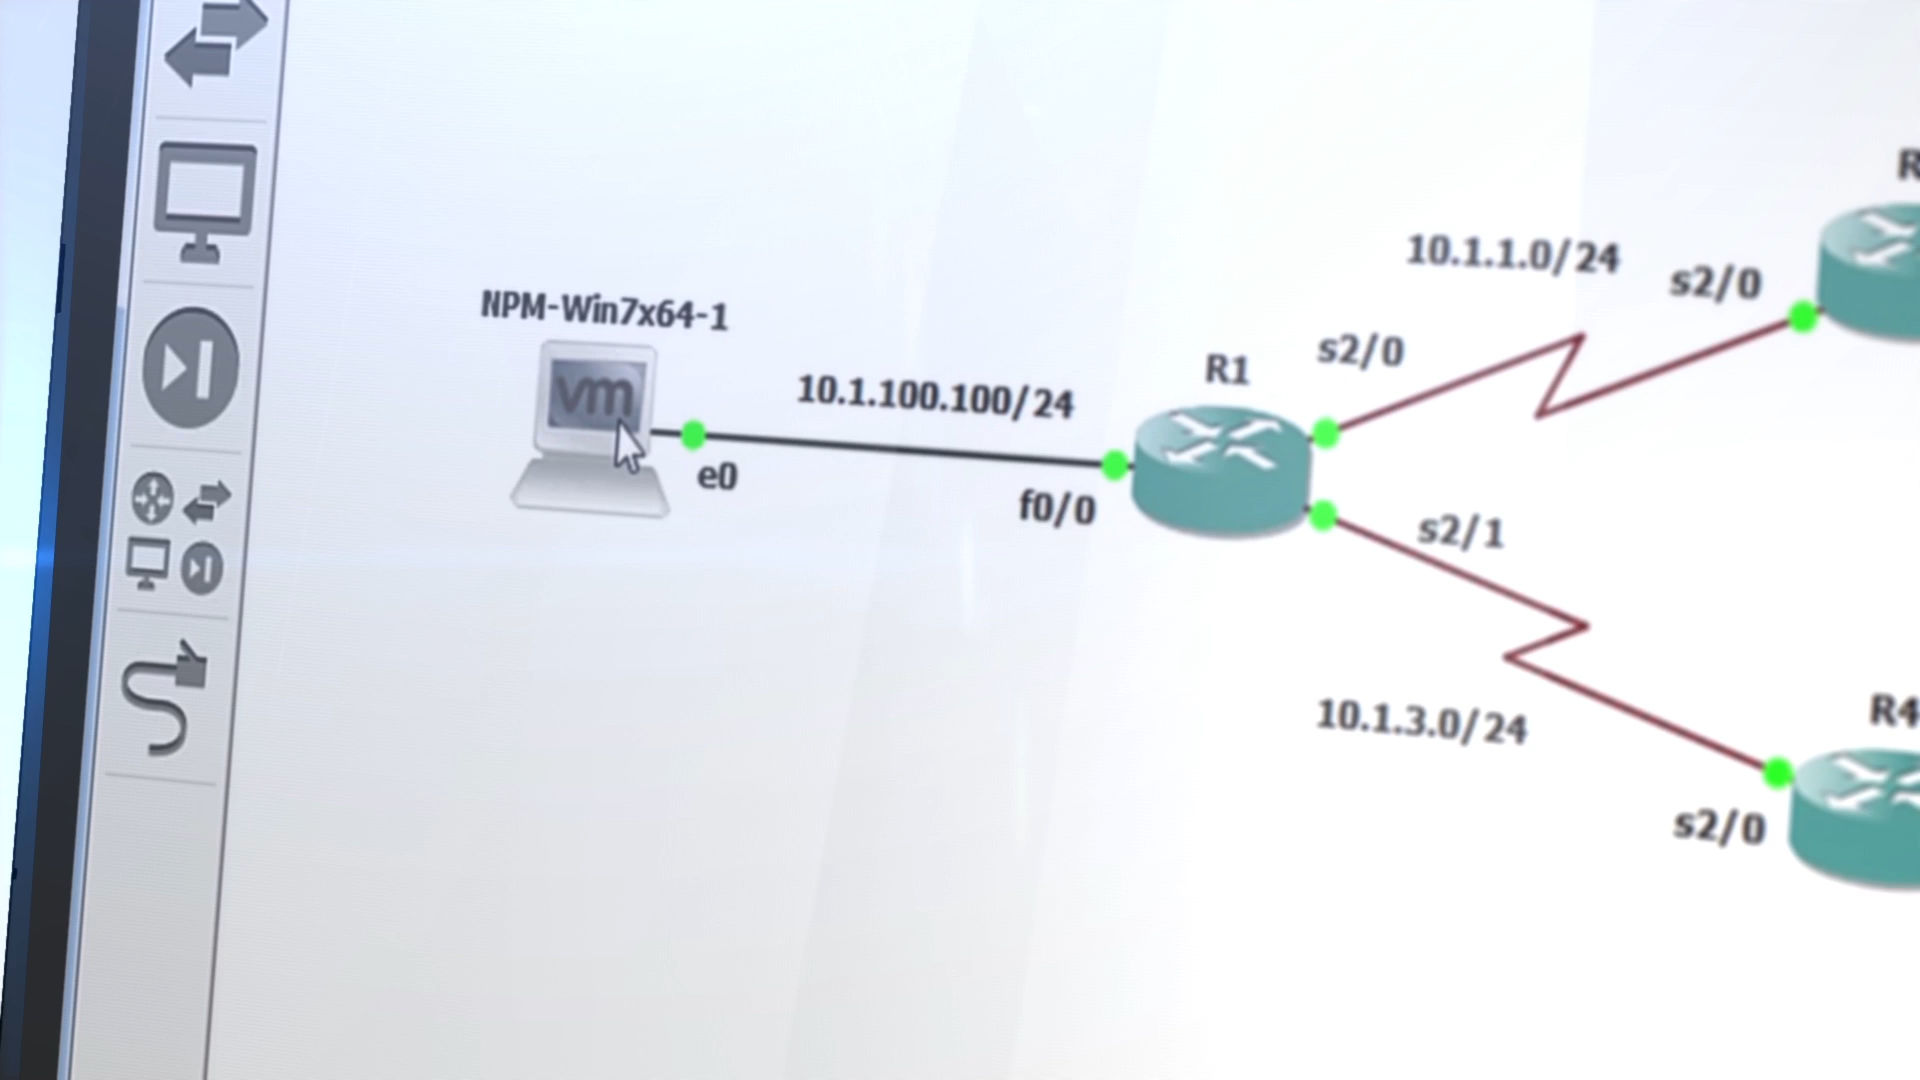 NPM-Win7x64-1
vm
e0
10.1.100.100/24
f0/0
R1
s2/0
10.1.1.0/24
s2/0
R
s2/1
10.1.3.0/24
R4
s2/0